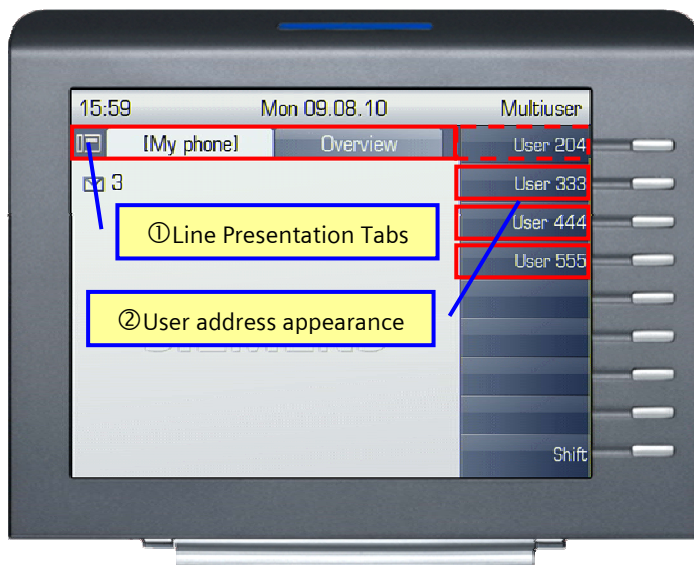 15:59 Mon 09.08.10 Multiuser
[My phone] Overview User 204
3 User 333
①Line Presentation Tabs User 444
User 555
②User address appearance
SIEMENS
Shift